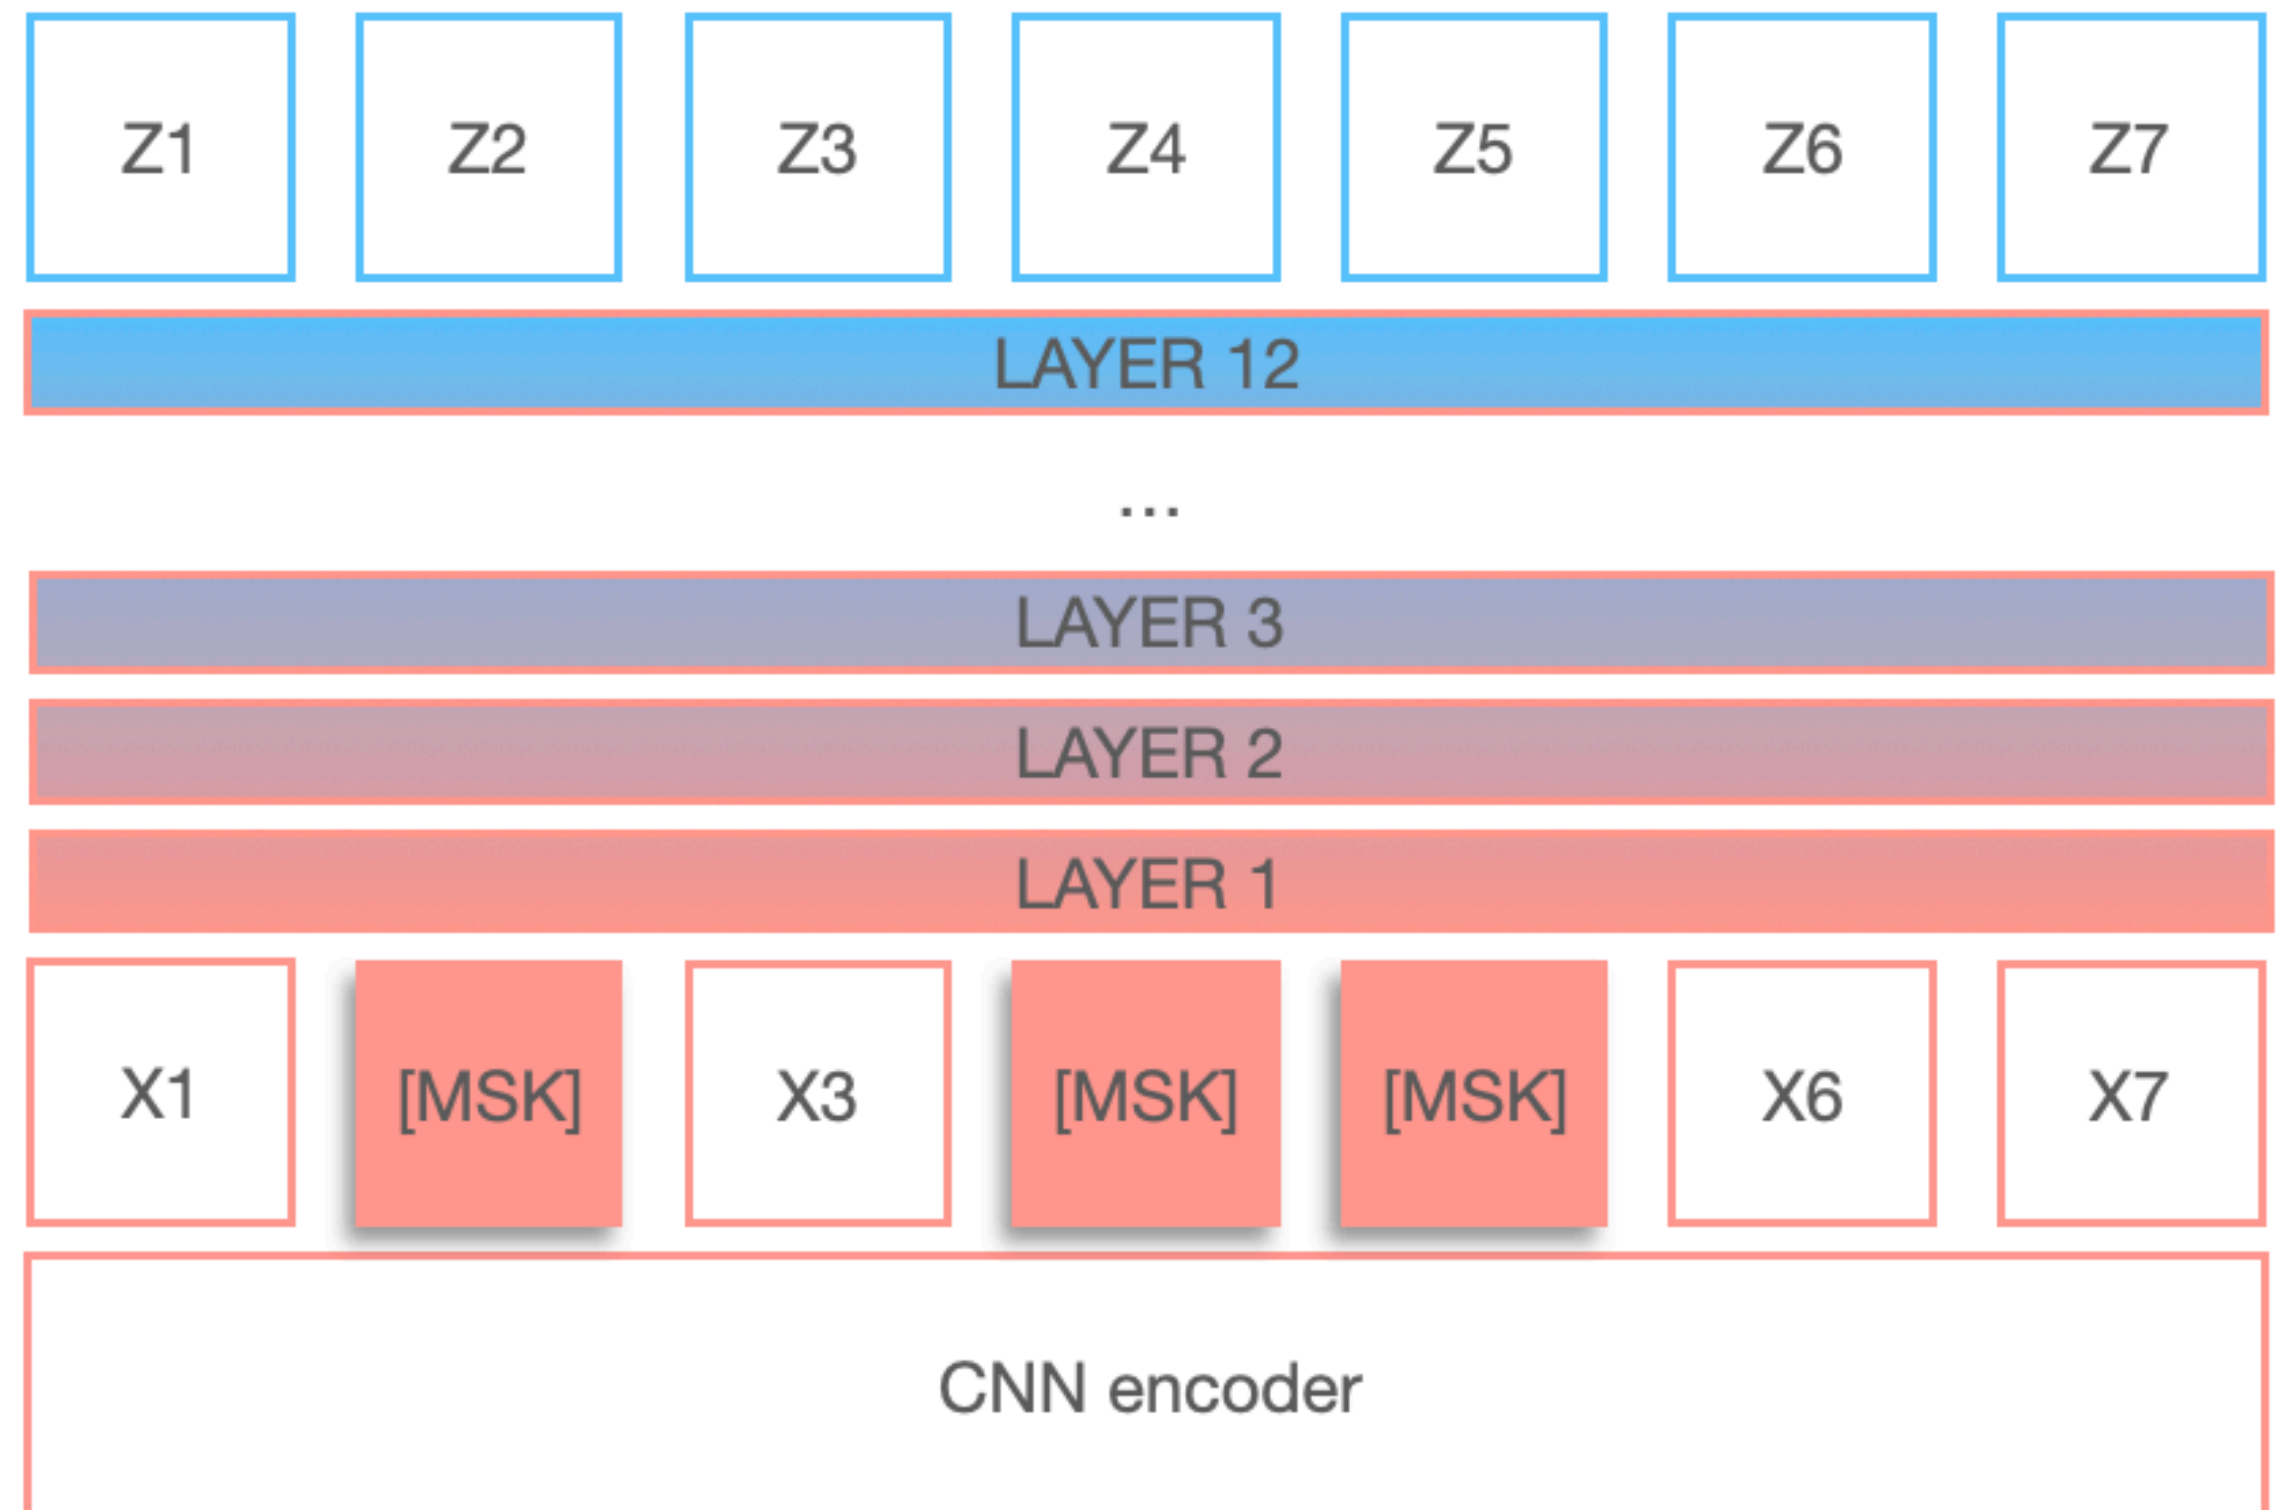 Z1 Z2 Z3 Z4 Z5 Z6 Z7
LAYER 12
...
LAYER 3
LAYER 2
LAYER 1
X1 [MSK] X3 [MSK] [MSK] X6 X7
CNN encoder